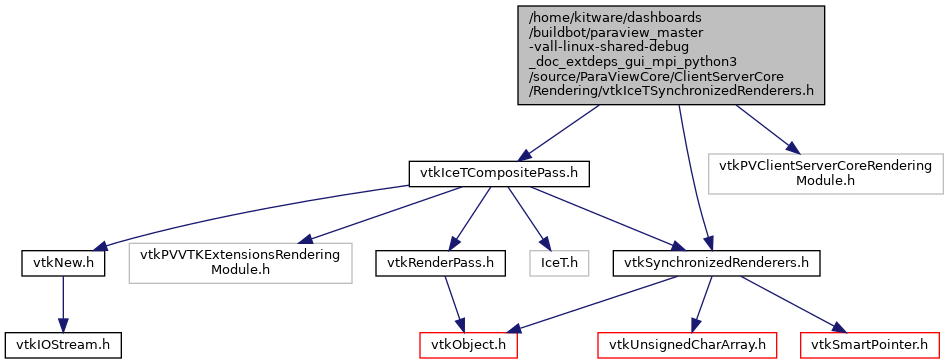 /home/kitware/dashboards
/buildbot/paraview_master
-vall-linux-shared-debug
_doc_extdeps_gui_mpi_python3
/source/ParaViewCore/ClientServerCore
/Rendering/vtkIceTSynchronizedRenderers.h
vtkIceTCompositePass.h
vtkPVClientServerCoreRendering
Module.h
vtkNew.h
vtkPVVTKExtensionsRendering
Module.h
vtkRenderPass.h
IceT.h
vtkSynchronizedRenderers.h
vtkIOStream.h
vtkObject.h
vtkUnsignedCharArray.h
vtkSmartPointer.h